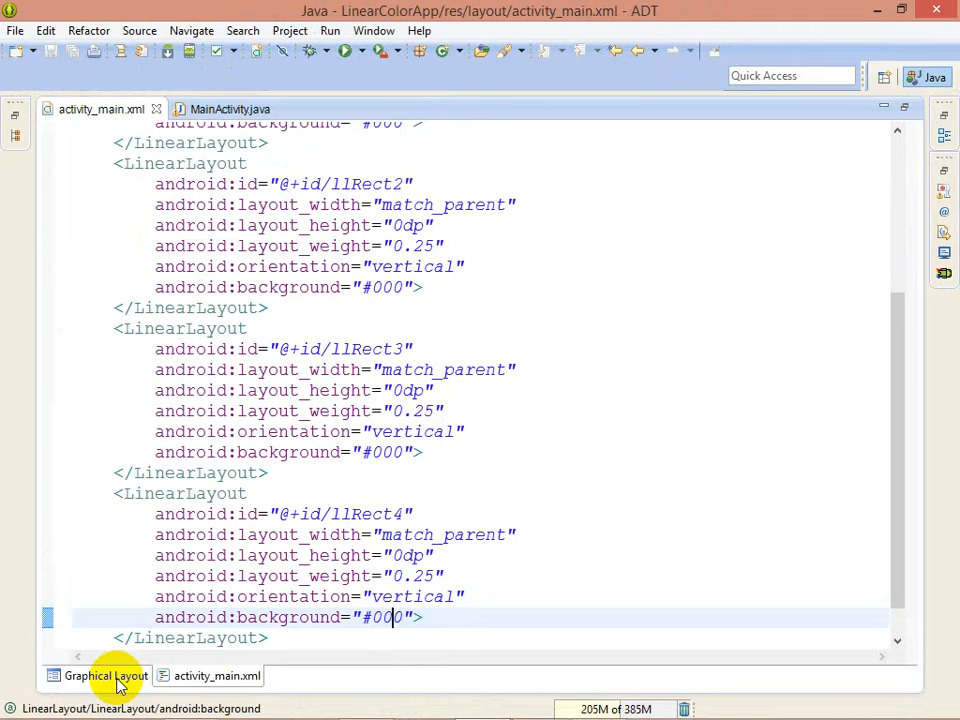 Java - LinearColorApp/res/layout/activity_main.xml - ADT
File Edit Refactor Source Navigate Search Project Run Window Help
Quick Access
Java
activity_main.xml MainActivity.java
android:background="#000">
</LinearLayout>
<LinearLayout
android:id="@+id/llRect2"
android:layout_width="match_parent"
android:layout_height="0dp"
android:layout_weight="0.25"
android:orientation="vertical"
android:background="#000">
</LinearLayout>
<LinearLayout
android:id="@+id/llRect3"
android:layout_width="match_parent"
android:layout_height="0dp"
android:layout_weight="0.25"
android:orientation="vertical"
android:background="#000">
</LinearLayout>
<LinearLayout
android:id="@+id/llRect4"
android:layout_width="match_parent"
android:layout_height="0dp"
android:layout_weight="0.25"
android:orientation="vertical"
android:background="#000">
</LinearLayout>
Graphical Layout activity_main.xml
LinearLayout/LinearLayout/android:background
205M of 385M